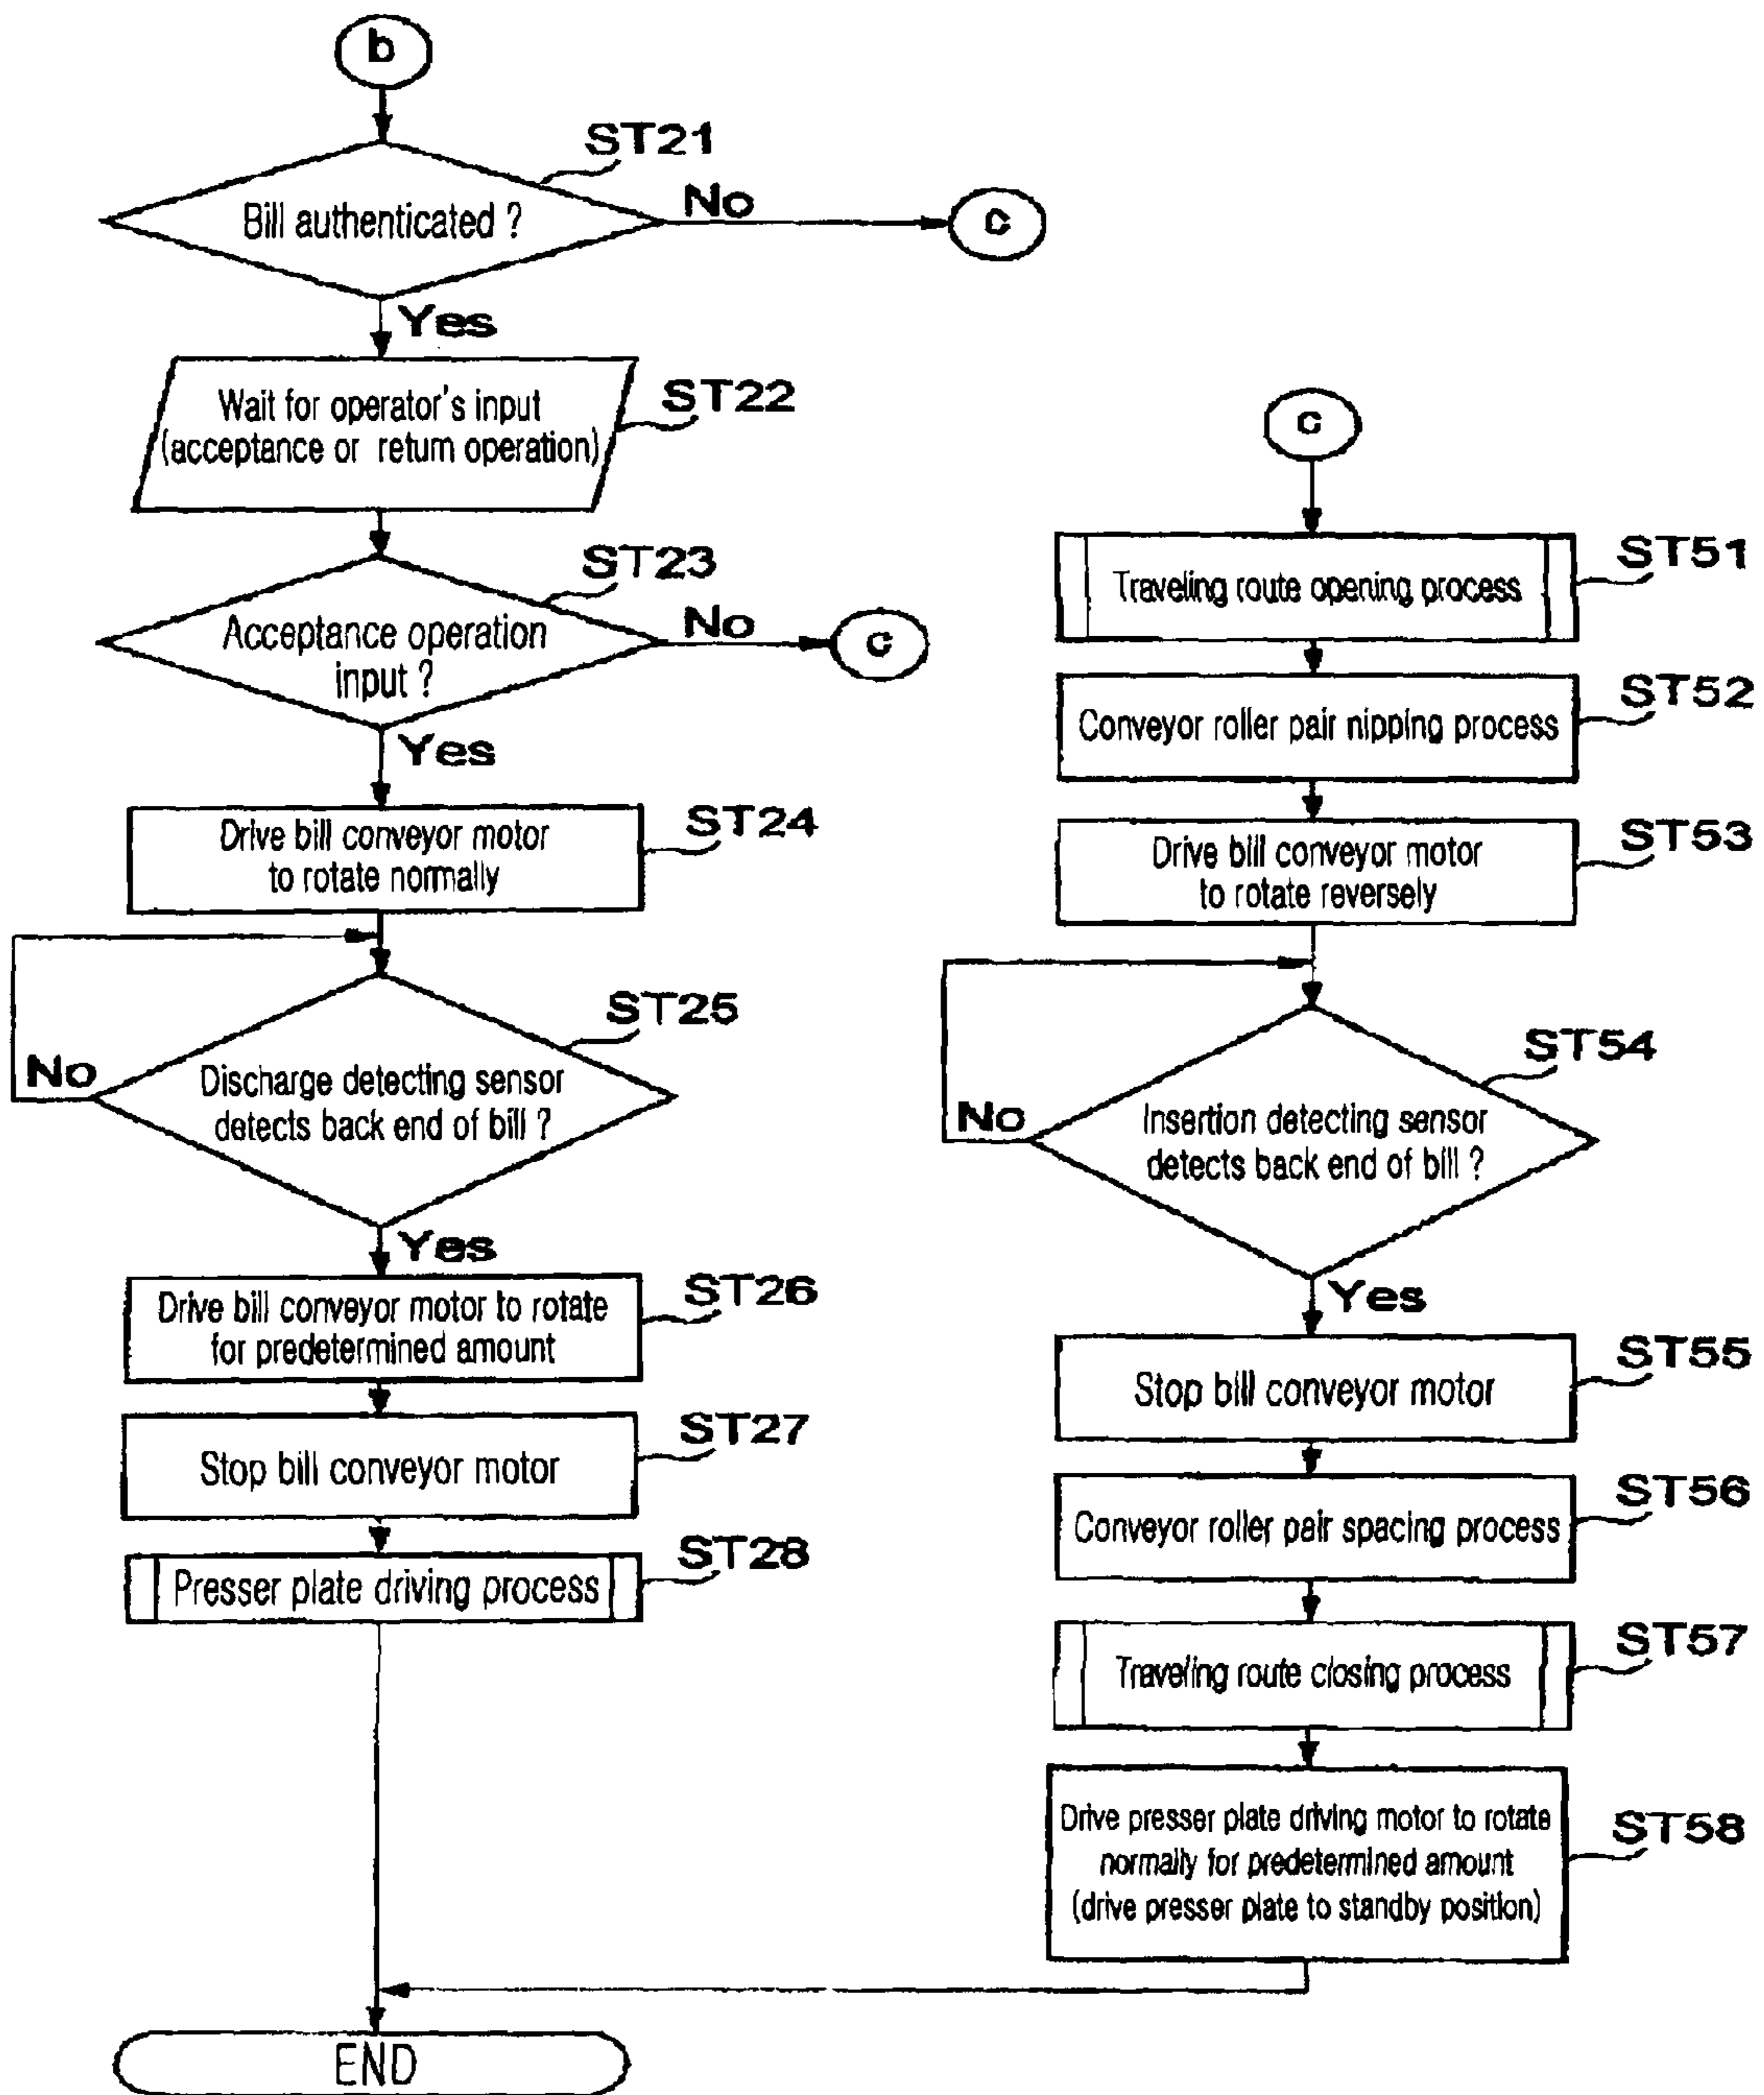 b
ST21
Bill authenticated ?
No
c
Yes
Wait for operator's input
(acceptance or return operation)
ST22
ST23
Acceptance operation
input ?
No
c
Yes
Drive bill conveyor motor
to rotate normally
ST24
ST25
Discharge detecting sensor
detects back end of bill ?
No
Yes
Drive bill conveyor motor to rotate
for predetermined amount
ST26
Stop bill conveyor motor
ST27
Presser plate driving process
ST28
c
Traveling route opening process
ST51
Conveyor roller pair nipping process
ST52
Drive bill conveyor motor
to rotate reversely
ST53
ST54
Insertion detecting sensor
detects back end of bill ?
No
Yes
Stop bill conveyor motor
ST55
Conveyor roller pair spacing process
ST56
Traveling route closing process
ST57
Drive presser plate driving motor to rotate
normally for predetermined amount
(drive presser plate to standby position)
ST58
END